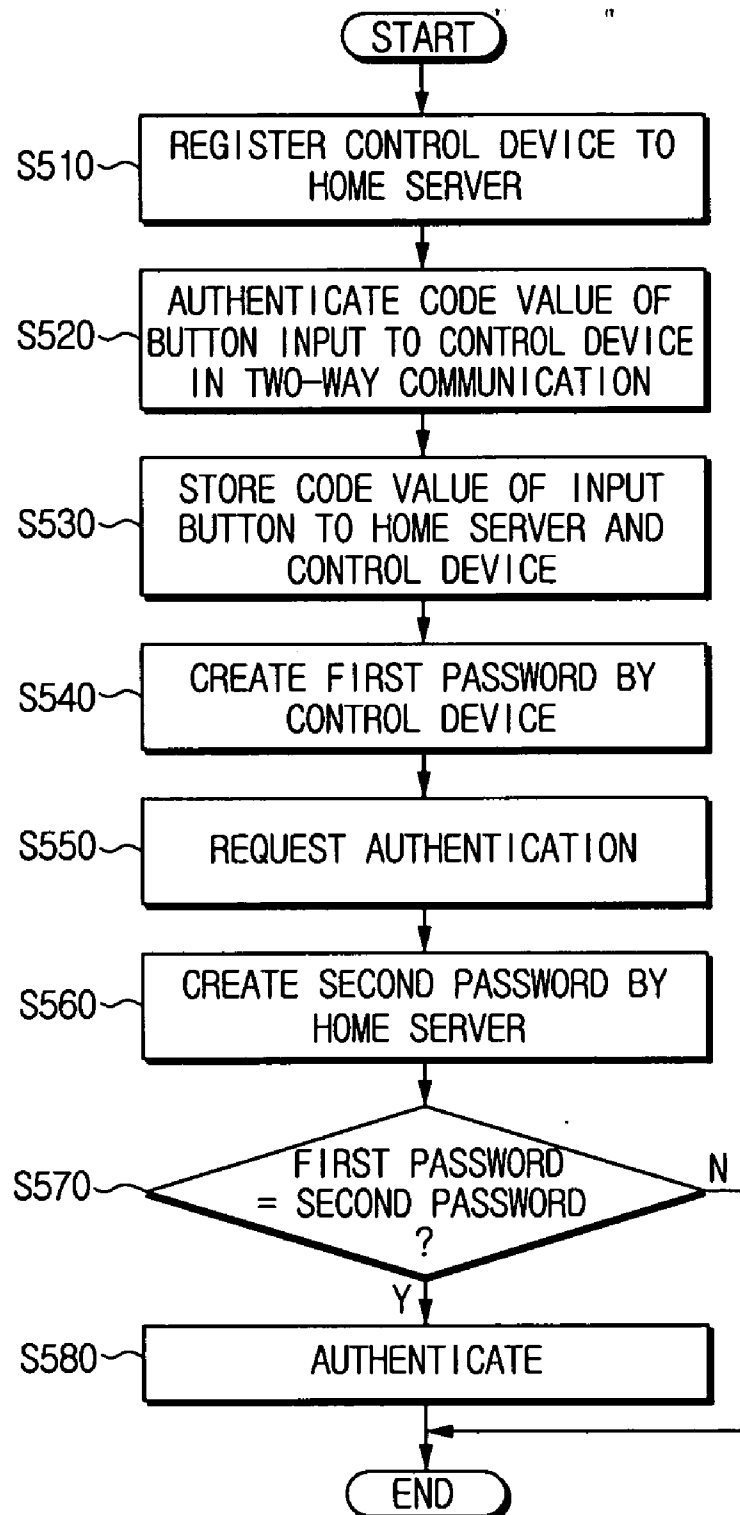 START
S510
REGISTER CONTROL DEVICE TO
HOME SERVER
S520
AUTHENTICATE CODE VALUE OF
BUTTON INPUT TO CONTROL DEVICE
IN TWO-WAY COMMUNICATION
S530
STORE CODE VALUE OF INPUT
BUTTON TO HOME SERVER AND
CONTROL DEVICE
S540
CREATE FIRST PASSWORD BY
CONTROL DEVICE
S550
REQUEST AUTHENTICATION
S560
CREATE SECOND PASSWORD BY
HOME SERVER
S570
FIRST PASSWORD
= SECOND PASSWORD
?
N
Y
S580
AUTHENTICATE
END